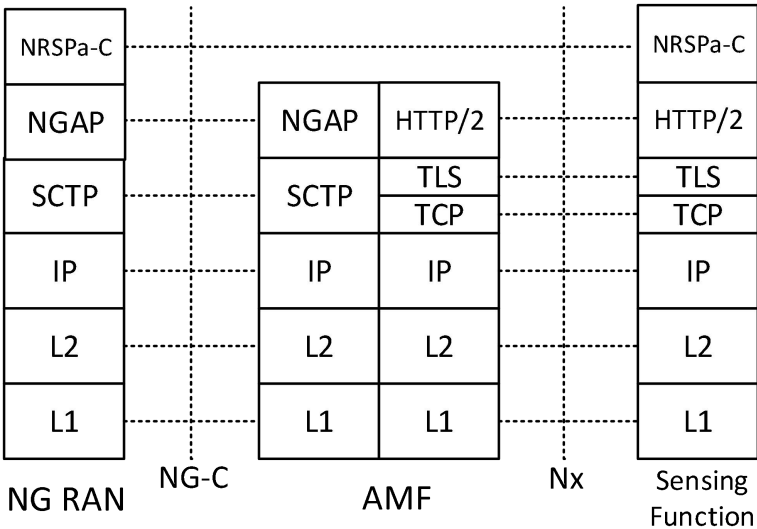 NRSPa-C
NRSPa-C
NGAP
NGAP
HTTP/2
HTTP/2
SCTP
SCTP
TLS
TCP
TLS
TCP
IP
IP
IP
IP
L2
L2
L2
L2
L1
L1
L1
L1
NG RAN
NG-C
AMF
Nx
Sensing
Function